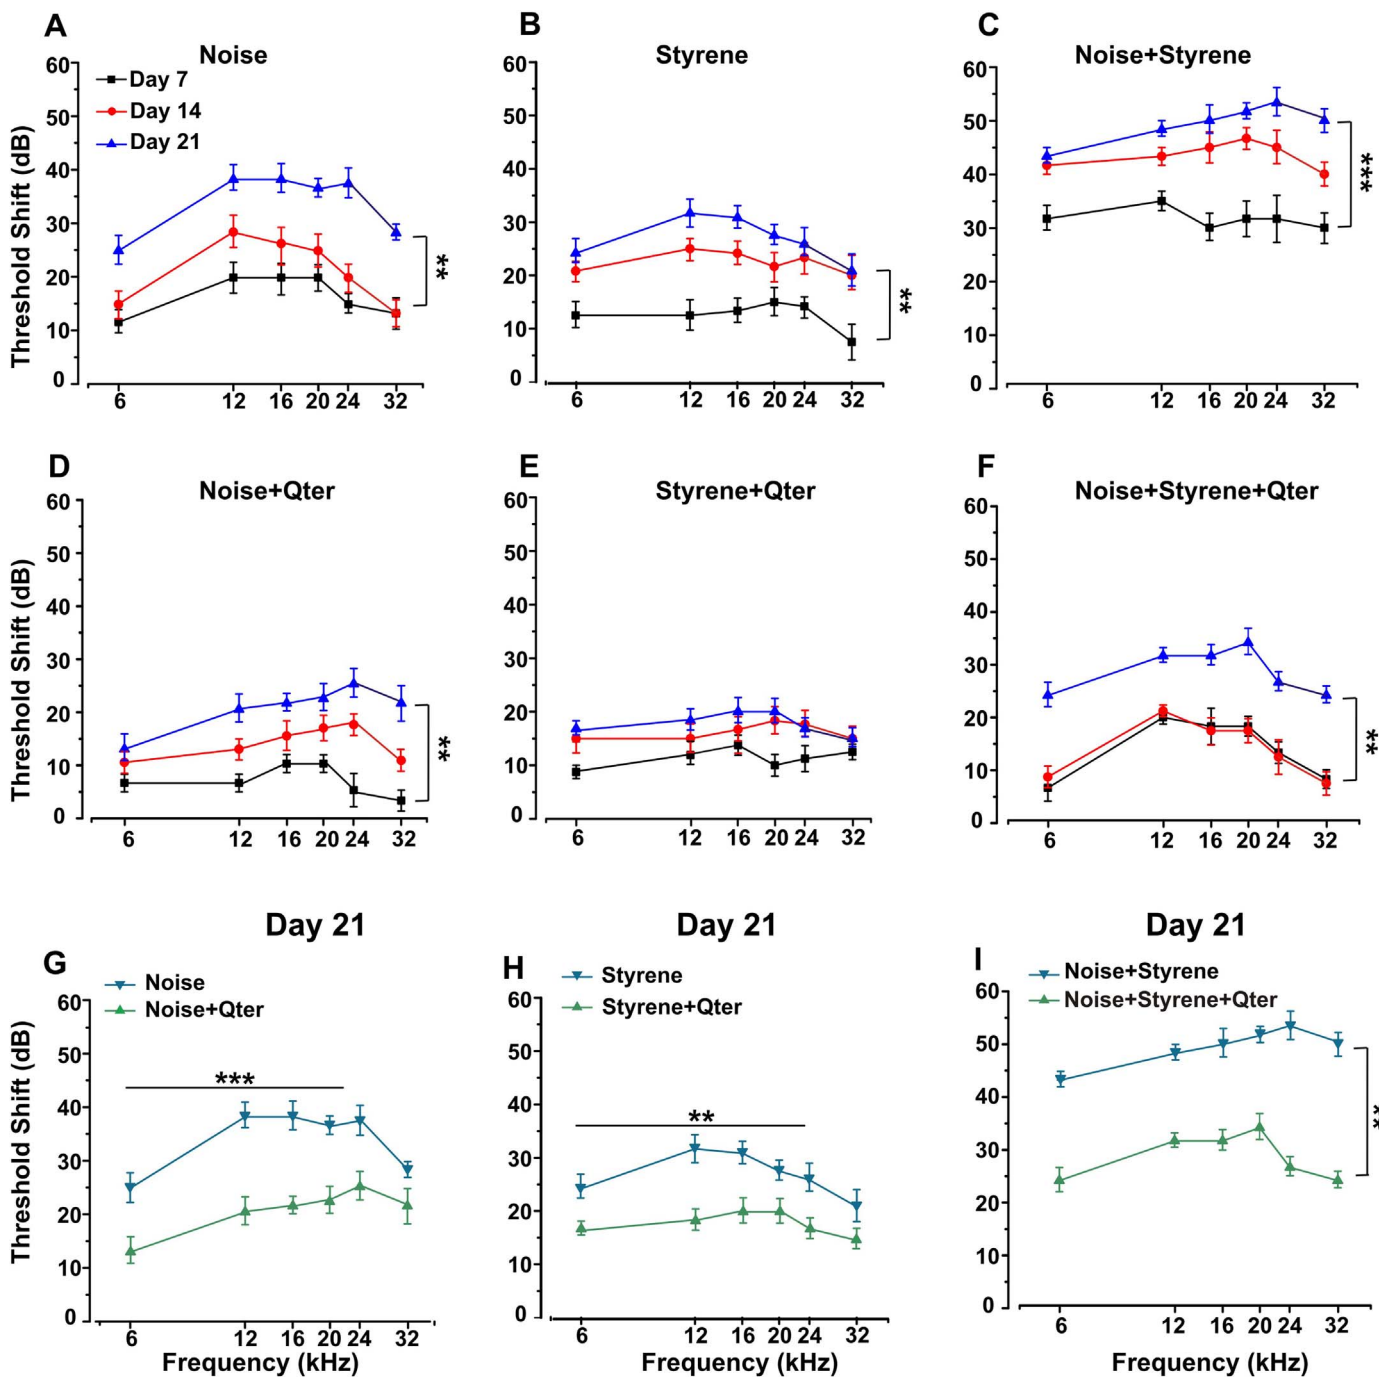 A
Noise
Day 7
Day 14
Day 21
Threshold Shift (dB)
60
50
40
30
20
10
0
6 12 16 20 24 32
**
B
Styrene
60
50
40
30
20
10
0
6 12 16 20 24 32
**
C
Noise+Styrene
60
50
40
30
20
10
0
6 12 16 20 24 32
***
D
Noise+Qter
Threshold Shift (dB)
60
50
40
30
20
10
0
6 12 16 20 24 32
**
E
Styrene+Qter
60
50
40
30
20
10
0
6 12 16 20 24 32
F
Noise+Styrene+Qter
60
50
40
30
20
10
0
6 12 16 20 24 32
**
Day 21
G
Noise
Noise+Qter
Threshold Shift (dB)
60
50
40
30
20
10
0
***
6 12 16 20 24 32
Frequency (kHz)
Day 21
H
Styrene
Styrene+Qter
60
50
40
30
20
10
0
**
6 12 16 20 24 32
Frequency (kHz)
Day 21
I
Noise+Styrene
Noise+Styrene+Qter
60
50
40
30
20
10
0
**
6 12 16 20 24 32
Frequency (kHz)